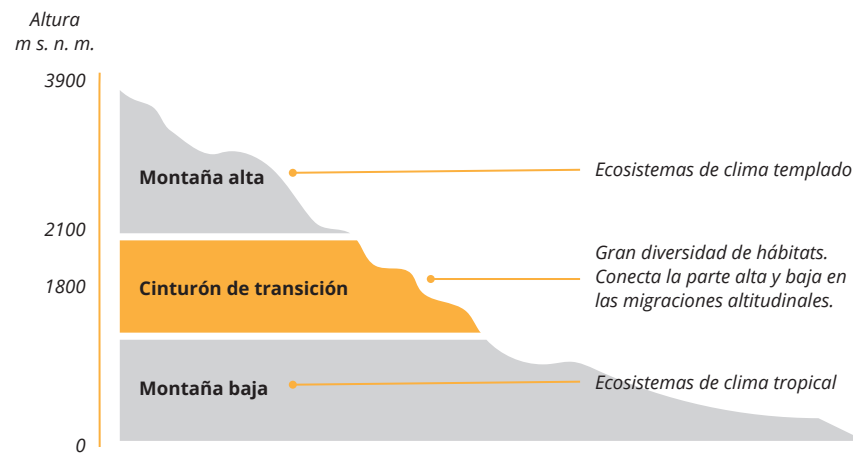 Altura
m s. n. m.
3900
Montaña alta
Ecosistemas de clima templado
2100
Gran diversidad de hábitats.
Conecta la parte alta y baja en
las migraciones altitudinales.
1800
Cinturón de transición
Montaña baja
Ecosistemas de clima tropical
0